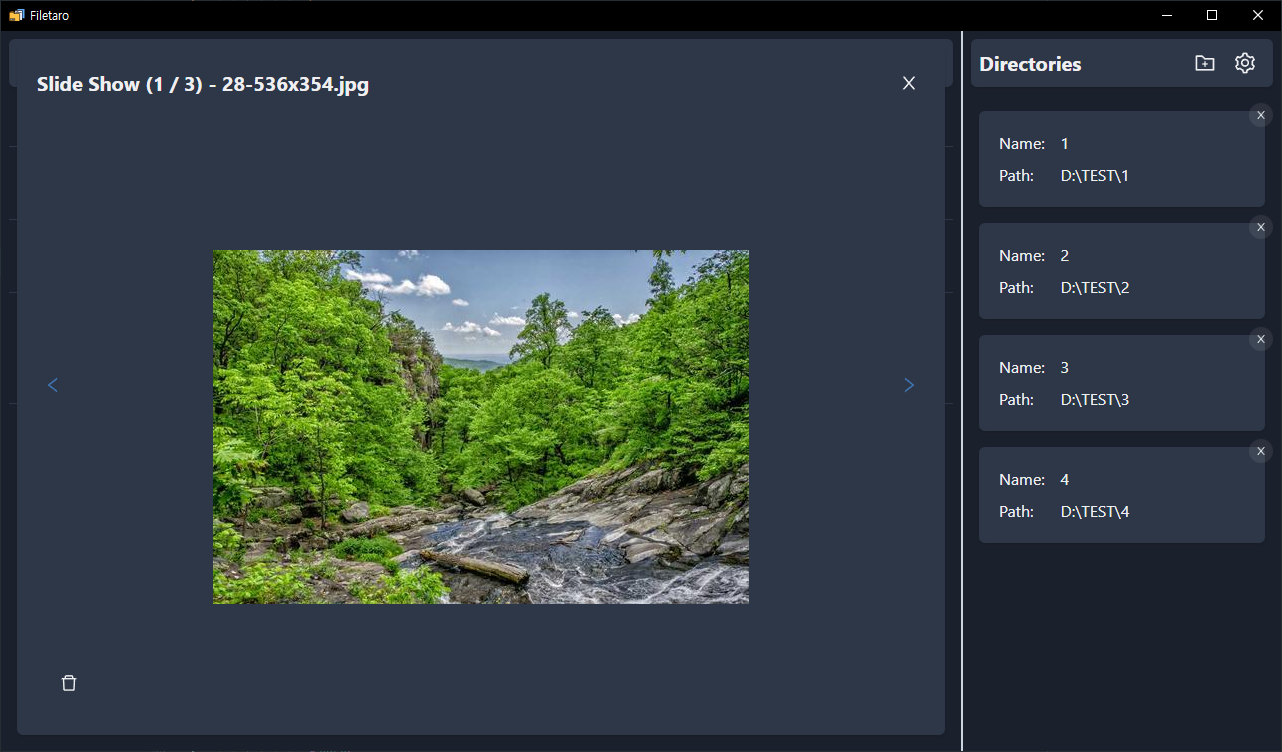 Filetaro
Slide Show (1 / 3) - 28-536x354.jpg
Directories
Name: 1
Path: D:\TEST\1
Name: 2
Path: D:\TEST\2
Name: 3
Path: D:\TEST\3
Name: 4
Path: D:\TEST\4